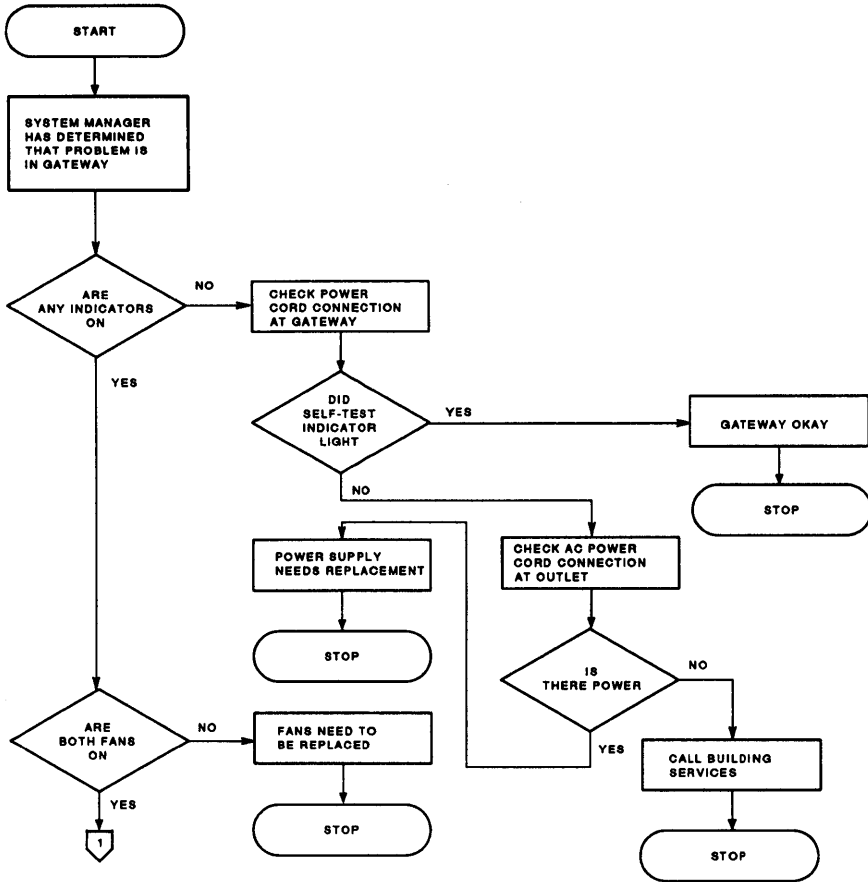 START
SYSTEM MANAGER
HAS DETERMINED
THAT PROBLEM IS
IN GATEWAY
ARE
ANY INDICATORS
ON
NO
CHECK POWER
CORD CONNECTION
AT GATEWAY
YES
DID
SELF-TEST
INDICATOR
LIGHT
YES
GATEWAY OKAY
STOP
NO
POWER SUPPLY
NEEDS REPLACEMENT
STOP
CHECK AC POWER
CORD CONNECTION
AT OUTLET
IS
THERE POWER
NO
YES
CALL BUILDING
SERVICES
STOP
ARE
BOTH FANS
ON
NO
FANS NEED TO
BE REPLACED
STOP
YES
1